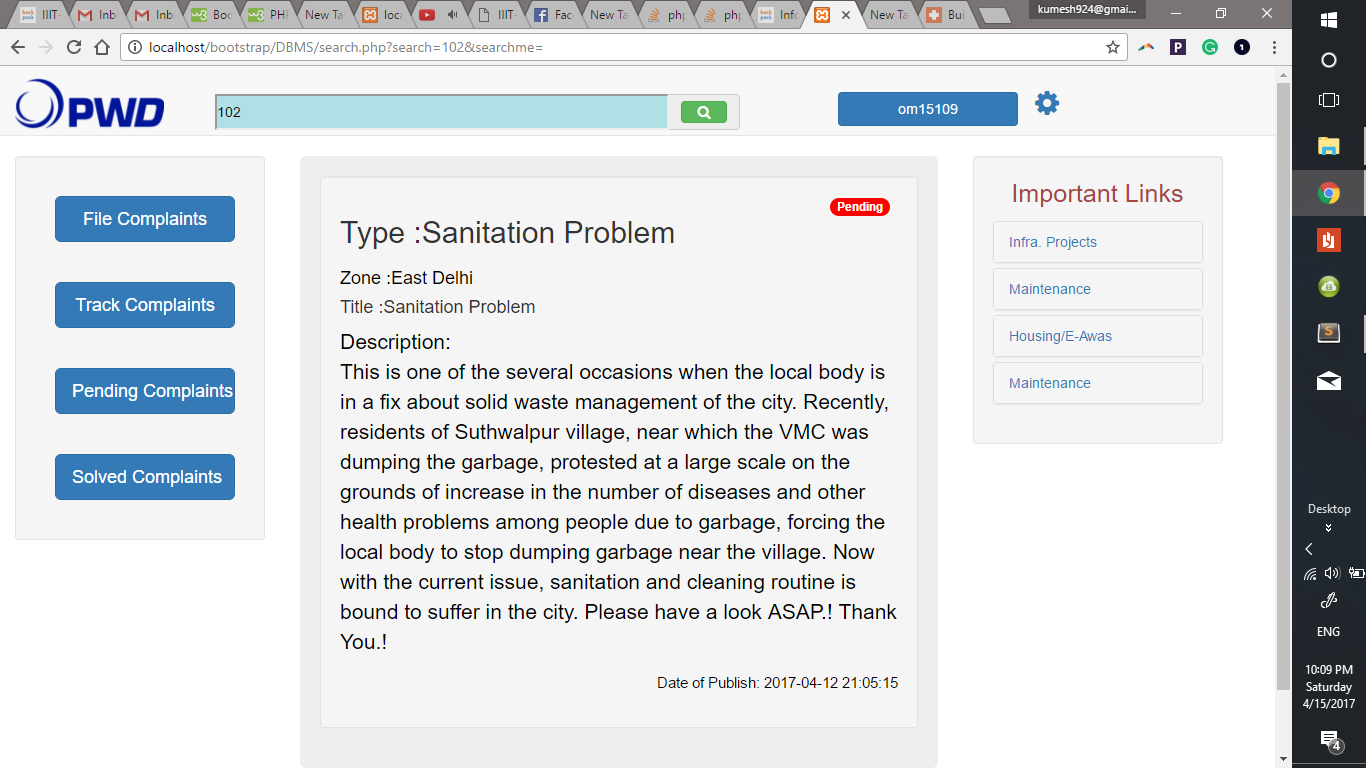 IIIT-
Inb
Inb
Boc
PHP
New Ta
loca
IIIT-
Fac
New Ta
php
php
Info
New Ta
Bui
kumesh924@gmai...
localhost/bootstrap/DBMS/search.php?search=102&searchme=
PWD
102
om15109
File Complaints
Track Complaints
Pending Complaints
Solved Complaints
Pending
Type :Sanitation Problem
Zone :East Delhi
Title :Sanitation Problem
Description:
This is one of the several occasions when the local body is
in a fix about solid waste management of the city. Recently,
residents of Suthwalpur village, near which the VMC was
dumping the garbage, protested at a large scale on the
grounds of increase in the number of diseases and other
health problems among people due to garbage, forcing the
local body to stop dumping garbage near the village. Now
with the current issue, sanitation and cleaning routine is
bound to suffer in the city. Please have a look ASAP.! Thank
You.!
Date of Publish: 2017-04-12 21:05:15
Important Links
Infra. Projects
Maintenance
Housing/E-Awas
Maintenance
Desktop
ENG
10:09 PM
Saturday
4/15/2017
4